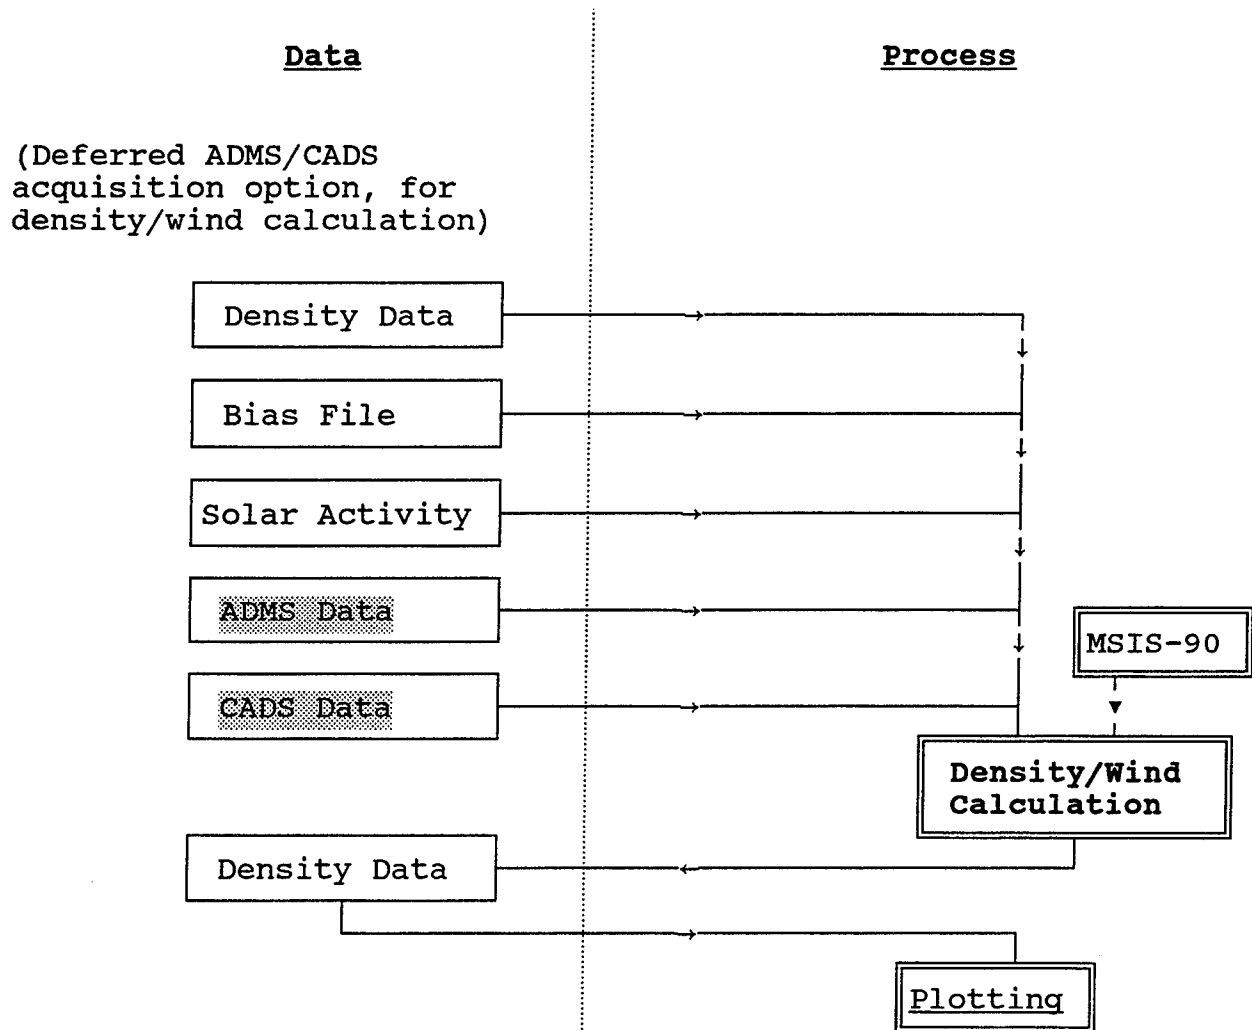 Data
Process
(Deferred ADMS/CADS
acquisition option, for
density/wind calculation)
Density Data
Bias File
Solar Activity
ADMS Data
MSIS-90
CADS Data
Density/Wind
Calculation
Density Data
Plotting